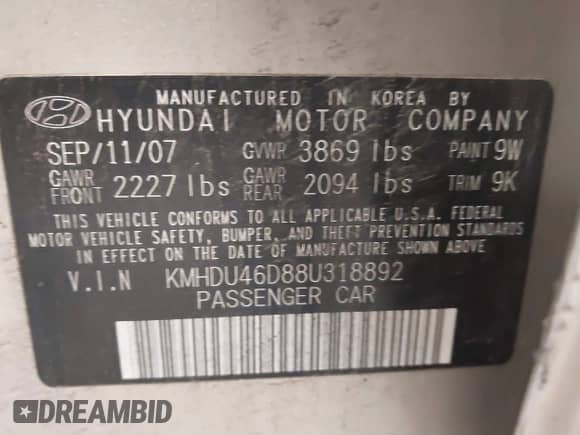 MANUFACTURED IN KOREA BY
HYUNDAI MOTOR COMPANY
SEP/11/07 GVWR 3869 lbs PAINT 9W
GAWR FRONT 2227 lbs GAWR REAR 2094 lbs TRIM 9K
THIS VEHICLE CONFORMS TO ALL APPLICABLE U.S.A. FEDERAL
MOTOR VEHICLE SAFETY, BUMPER, AND THEFT PREVENTION STANDARDS
IN EFFECT ON THE DATE OF MANUFACTURE SHOWN ABOVE.
V.I.N KMHDU46D88U318892
PASSENGER CAR
DREAMBID